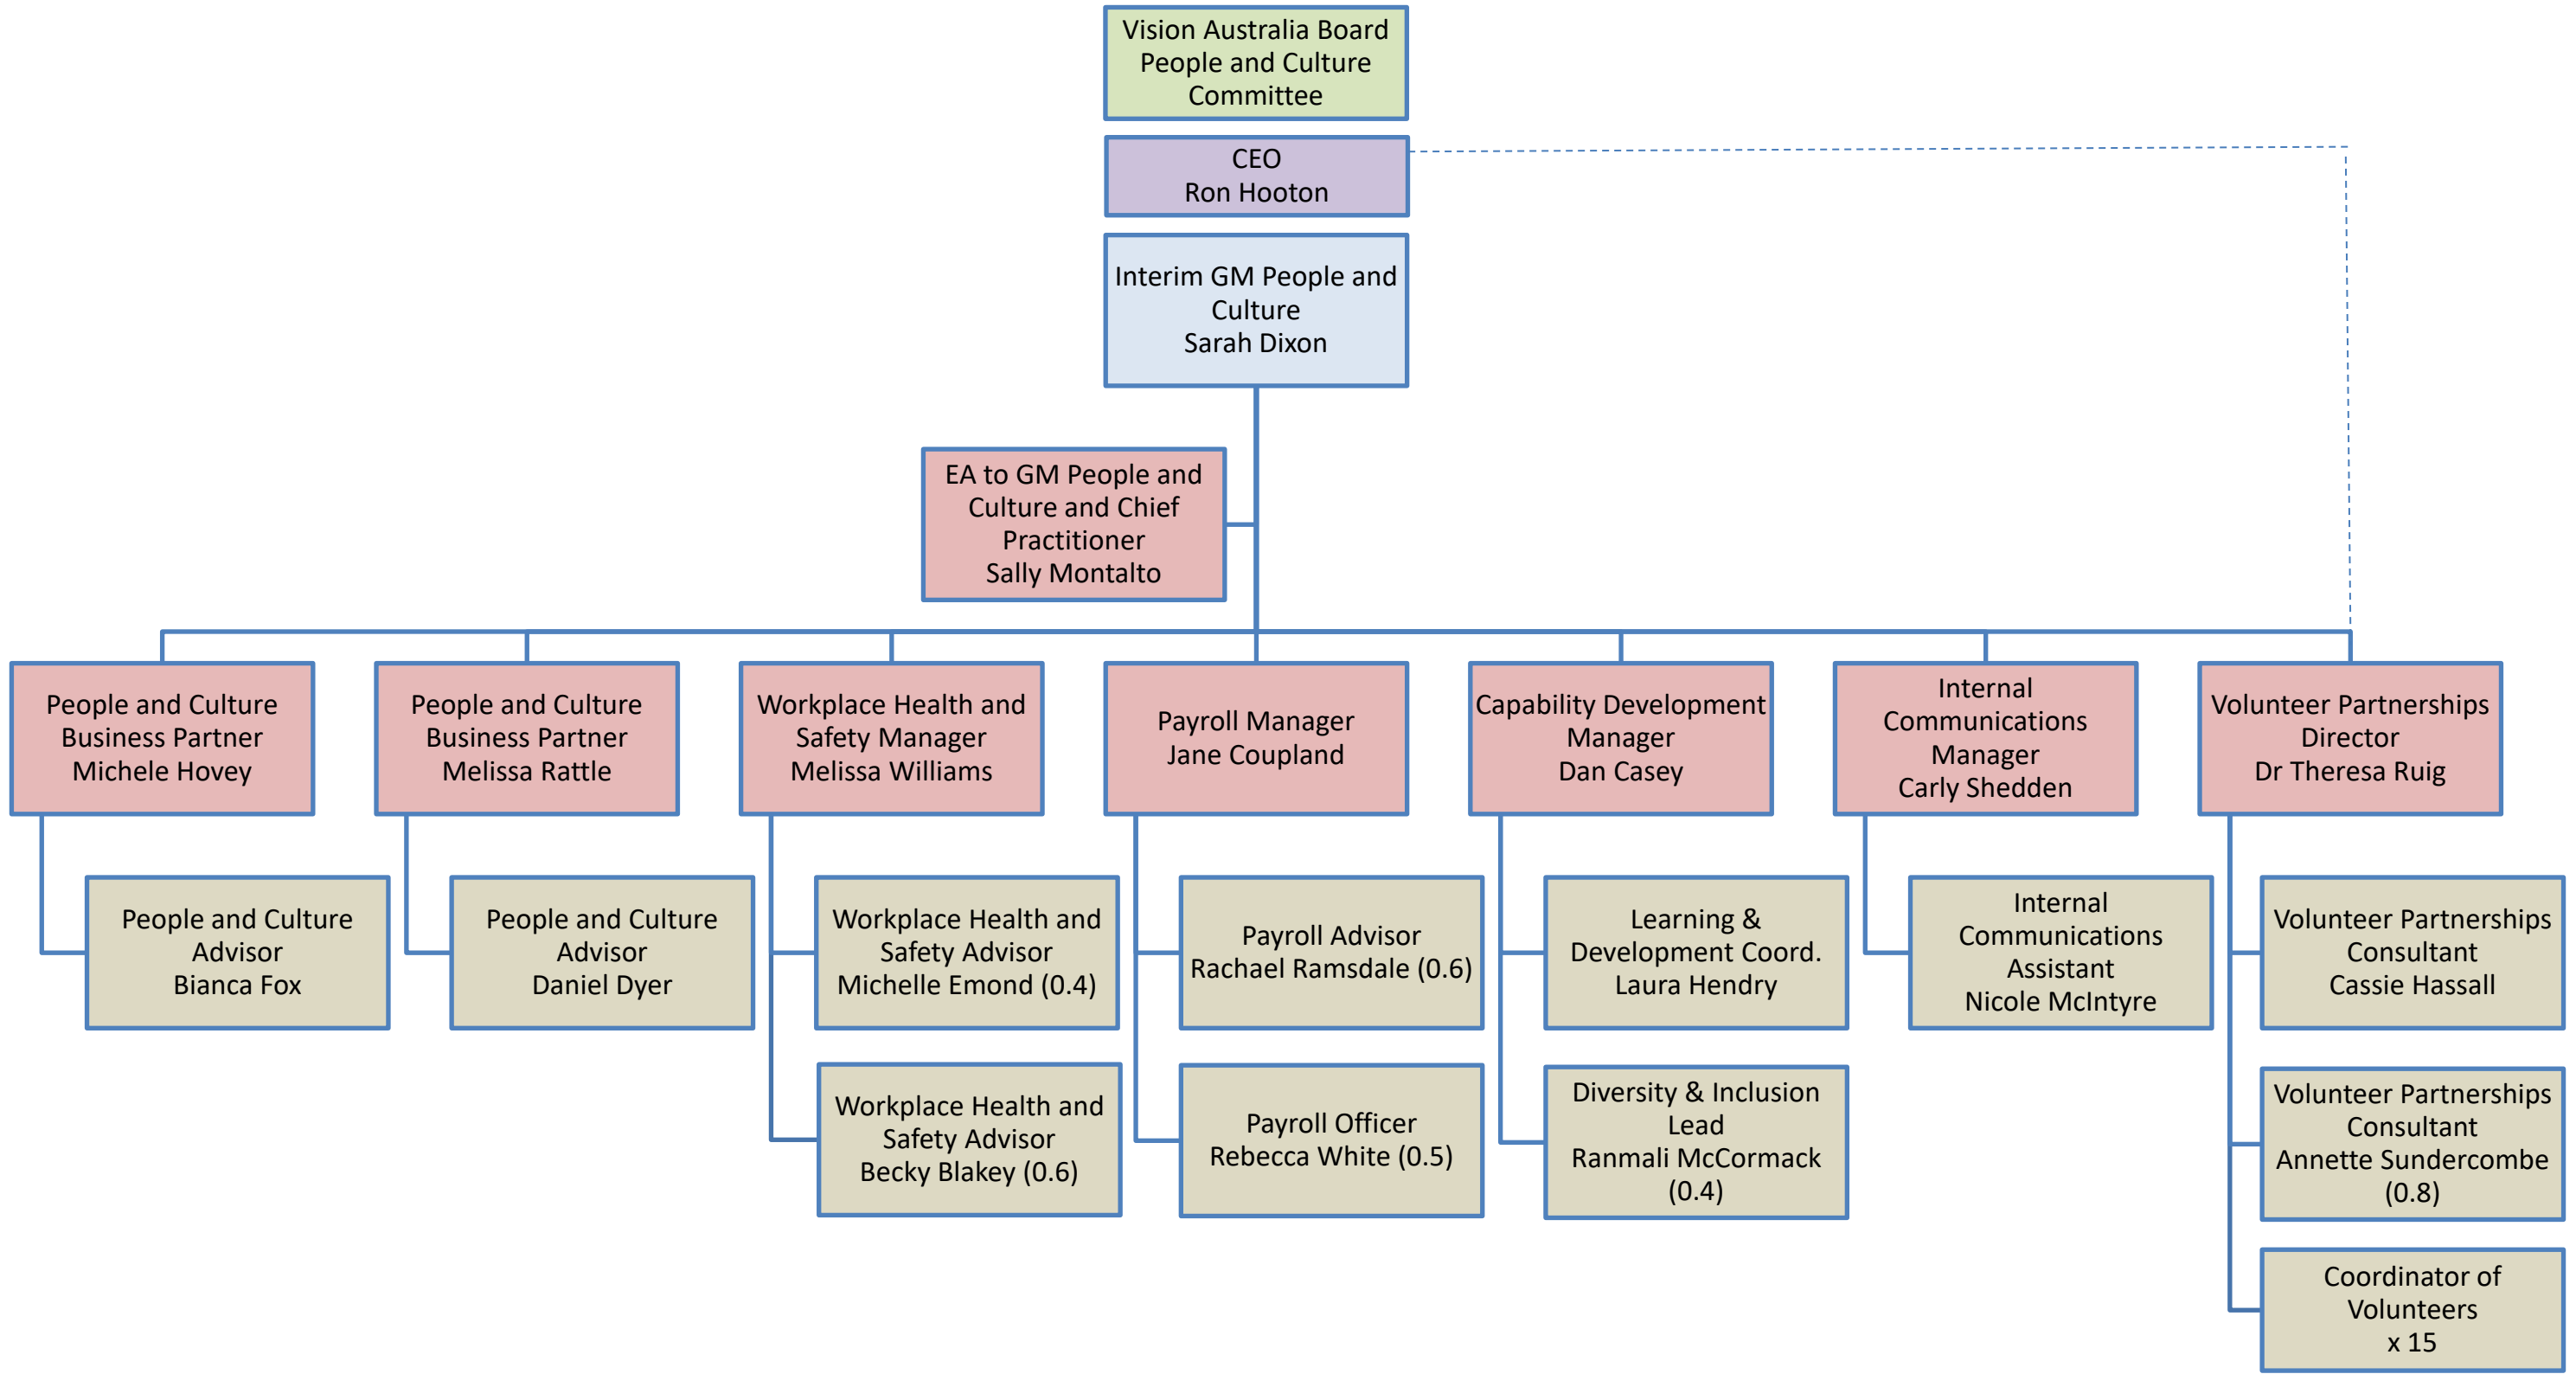 Vision Australia Board
People and Culture
Committee
CEO
Ron Hooton
Interim GM People and
Culture
Sarah Dixon
EA to GM People and
Culture and Chief
Practitioner
Sally Montalto
People and Culture
Business Partner
Michele Hovey
People and Culture
Business Partner
Melissa Rattle
Workplace Health and
Safety Manager
Melissa Williams
Payroll Manager
Jane Coupland
Capability Development
Manager
Dan Casey
Internal
Communications
Manager
Carly Shedden
Volunteer Partnerships
Director
Dr Theresa Ruig
People and Culture
Advisor
Bianca Fox
People and Culture
Advisor
Daniel Dyer
Workplace Health and
Safety Advisor
Michelle Emond (0.4)
Payroll Advisor
Rachael Ramsdale (0.6)
Learning &
Development Coord.
Laura Hendry
Internal
Communications
Assistant
Nicole McIntyre
Volunteer Partnerships
Consultant
Cassie Hassall
Workplace Health and
Safety Advisor
Becky Blakey (0.6)
Payroll Officer
Rebecca White (0.5)
Diversity & Inclusion
Lead
Ranmali McCormack
(0.4)
Volunteer Partnerships
Consultant
Annette Sundercombe
(0.8)
Coordinator of
Volunteers
x 15